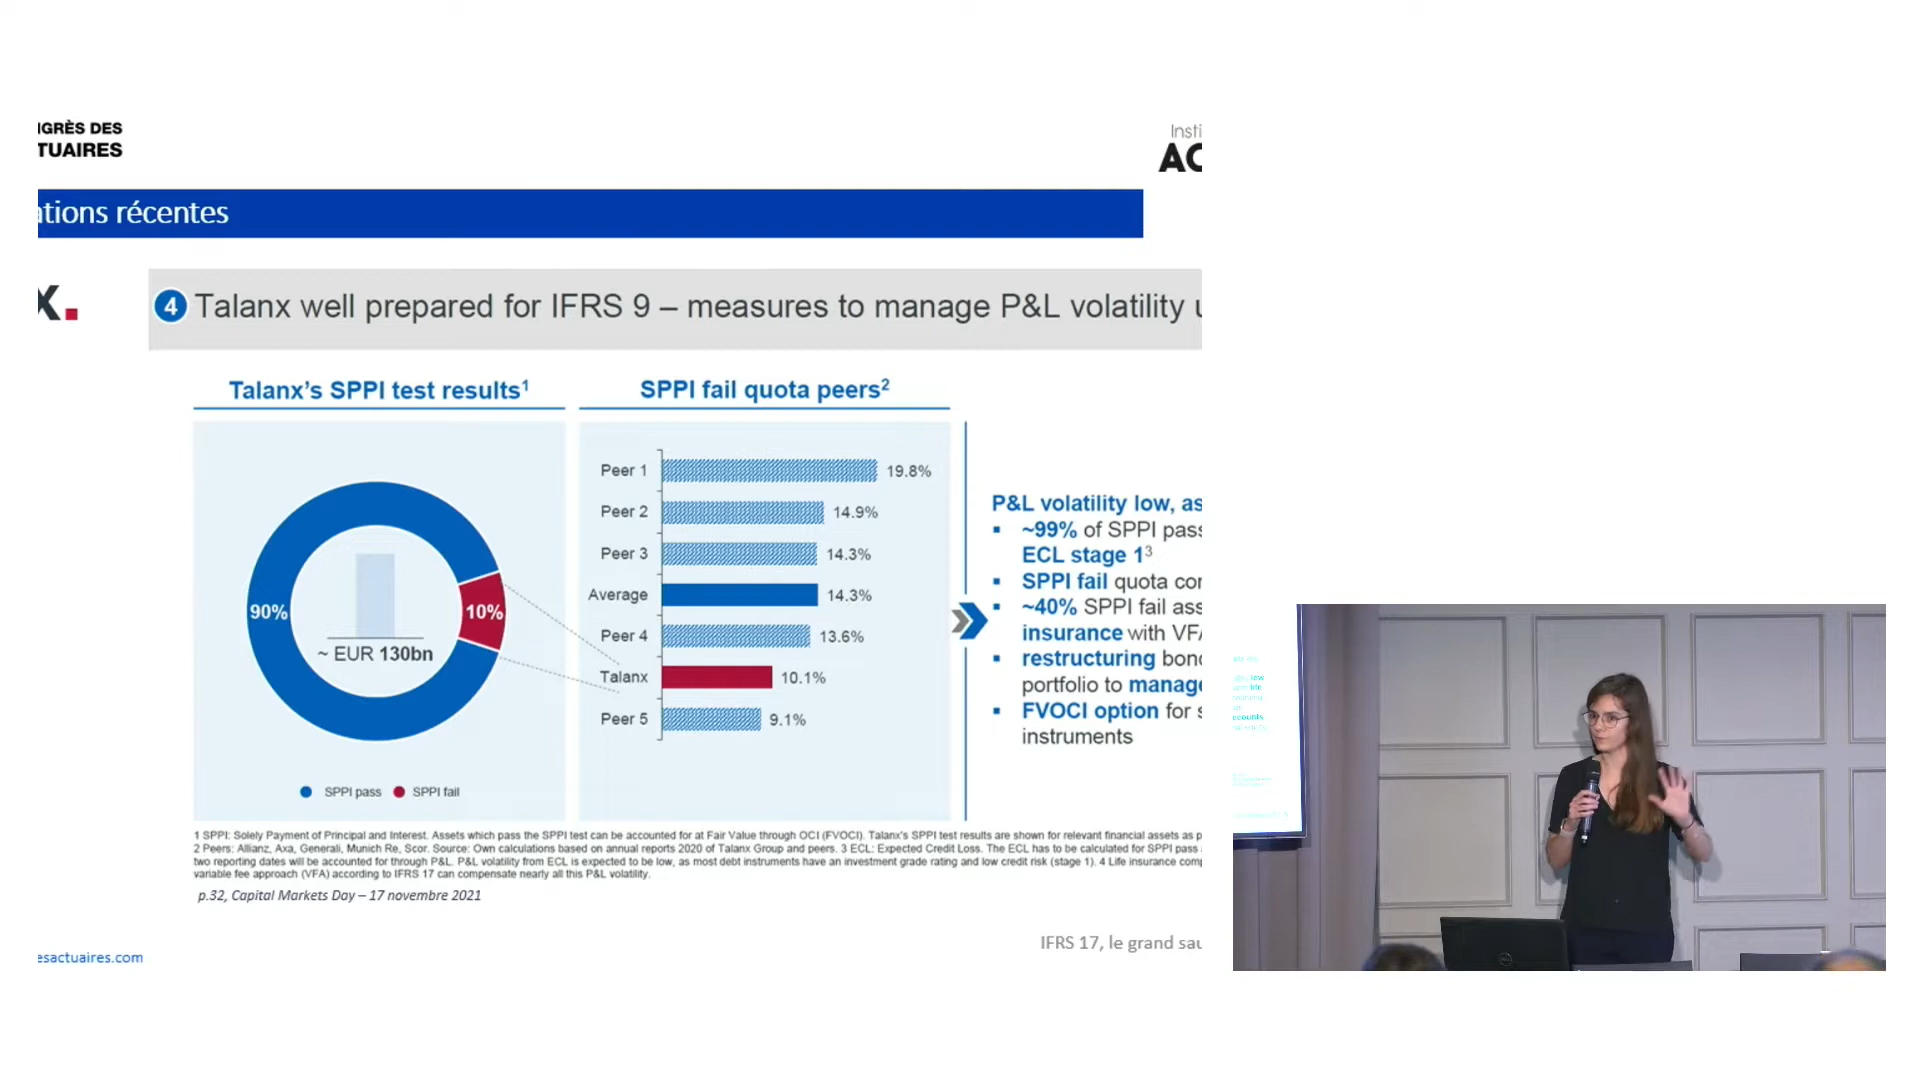 IGRÈS DES
TUAIRES
Insti
AC
ations récentes
x.
4 Talanx well prepared for IFRS 9 – measures to manage P&L volatility u
Talanx's SPPI test results1
90%
10%
~ EUR 130bn
SPPI pass
SPPI fail
SPPI fail quota peers2
Peer 1 19.8%
Peer 2 14.9%
Peer 3 14.3%
Average 14.3%
Peer 4 13.6%
Talanx 10.1%
Peer 5 9.1%
P&L volatility low, as
▪ ~99% of SPPI pass
ECL stage 13
▪ SPPI fail quota cor
▪ ~40% SPPI fail ass
insurance with VFA
▪ restructuring bond
portfolio to manage
▪ FVOCI option for s
instruments
1 SPPI: Solely Payment of Principal and Interest. Assets which pass the SPPI test can be accounted for at Fair Value through OCI (FVOCI). Talanx's SPPI test results are shown for relevant financial assets as p
2 Peers: Allianz, Axa, Generali, Munich Re, Scor. Source: Own calculations based on annual reports 2020 of Talanx Group and peers. 3 ECL: Expected Credit Loss. The ECL has to be calculated for SPPI pass
two reporting dates will be accounted for through P&L. P&L volatility from ECL is expected to be low, as most debt instruments have an investment grade rating and low credit risk (stage 1). 4 Life insurance comp
variable fee approach (VFA) according to IFRS 17 can compensate nearly all this P&L volatility.
p.32, Capital Markets Day – 17 novembre 2021
IFRS 17, le grand sau
esactuaires.com
low
life
ccounts